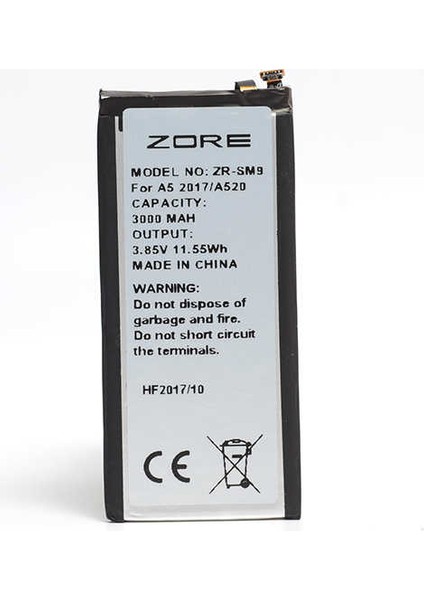 ZORE
MODEL NO: ZR-SM9
For A5 2017/A520
CAPACITY:
3000 MAH
OUTPUT:
3.85V 11.55Wh
MADE IN CHINA
WARNING:
Do not dispose of
garbage and fire.
Do not short circuit
the terminals.
HF2017/10
CE